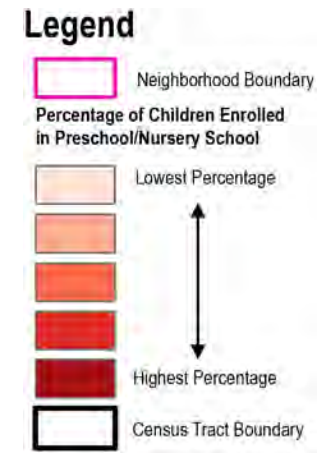 Legend
Neighborhood Boundary
Percentage of Children Enrolled
in Preschool/Nursery School
Lowest Percentage
Highest Percentage
Census Tract Boundary